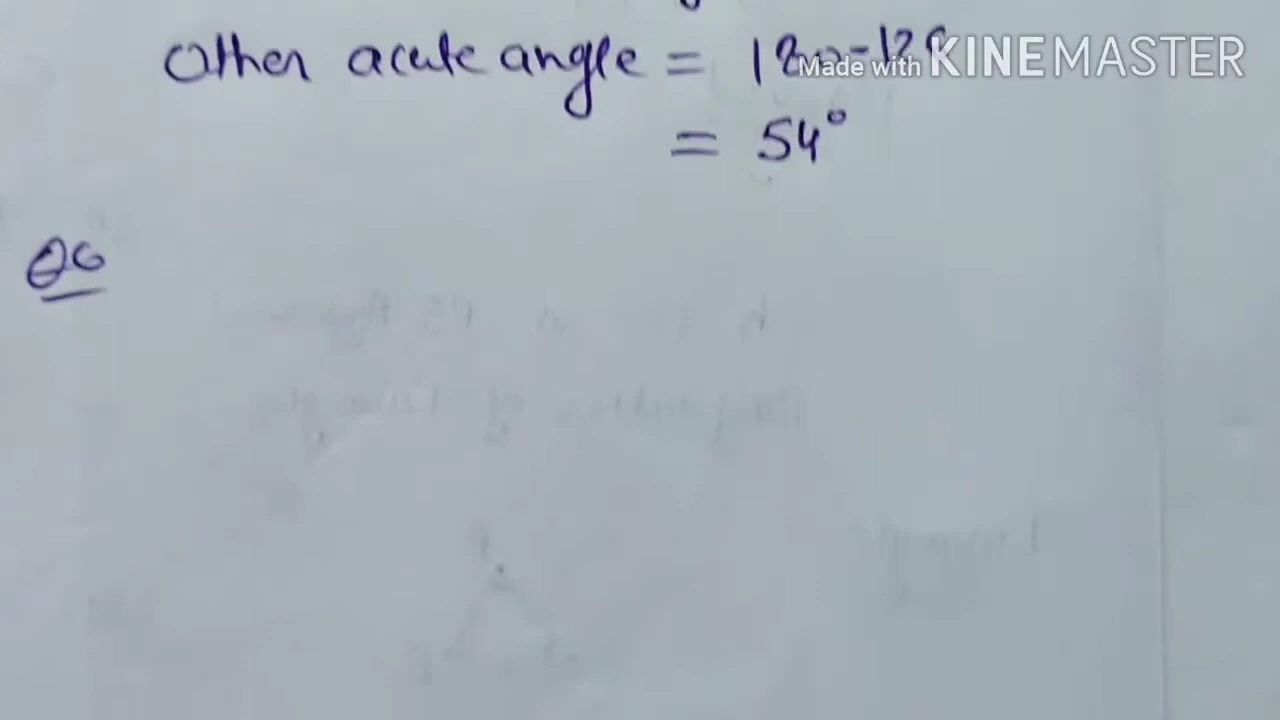 Other acute angle = 180-126
= 54°
Q6
Made with KINEMASTER